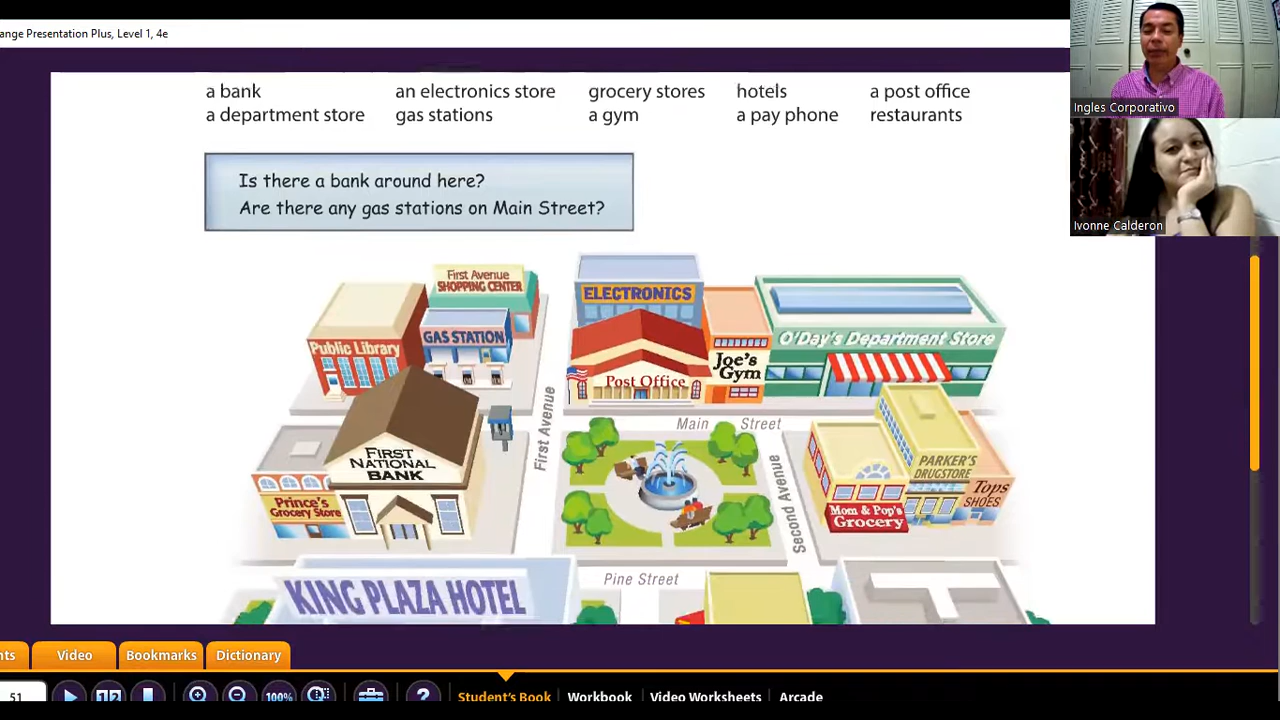 ange Presentation Plus, Level 1, 4e
Ingles Corporativo
Ivonne Calderon
a bank an electronics store grocery stores hotels a post office
a department store gas stations a gym a pay phone restaurants
Is there a bank around here?
Are there any gas stations on Main Street?
First Avenue
SHOPPING CENTER
ELECTRONICS
Public Library
GAS STATION
Post Office
Joe's
Gym
O'Day's Department Store
First Avenue
Main Street
Second Avenue
FIRST
NATIONAL
BANK
Prince's
Grocery Store
PARKER'S
DRUGSTORE
Tops
SHOES
Mom & Pop's
Grocery
Pine Street
KING PLAZA HOTEL
nts Video Bookmarks Dictionary
51 1 2 100% ? Student's Book Workbook Video Worksheets Arcade